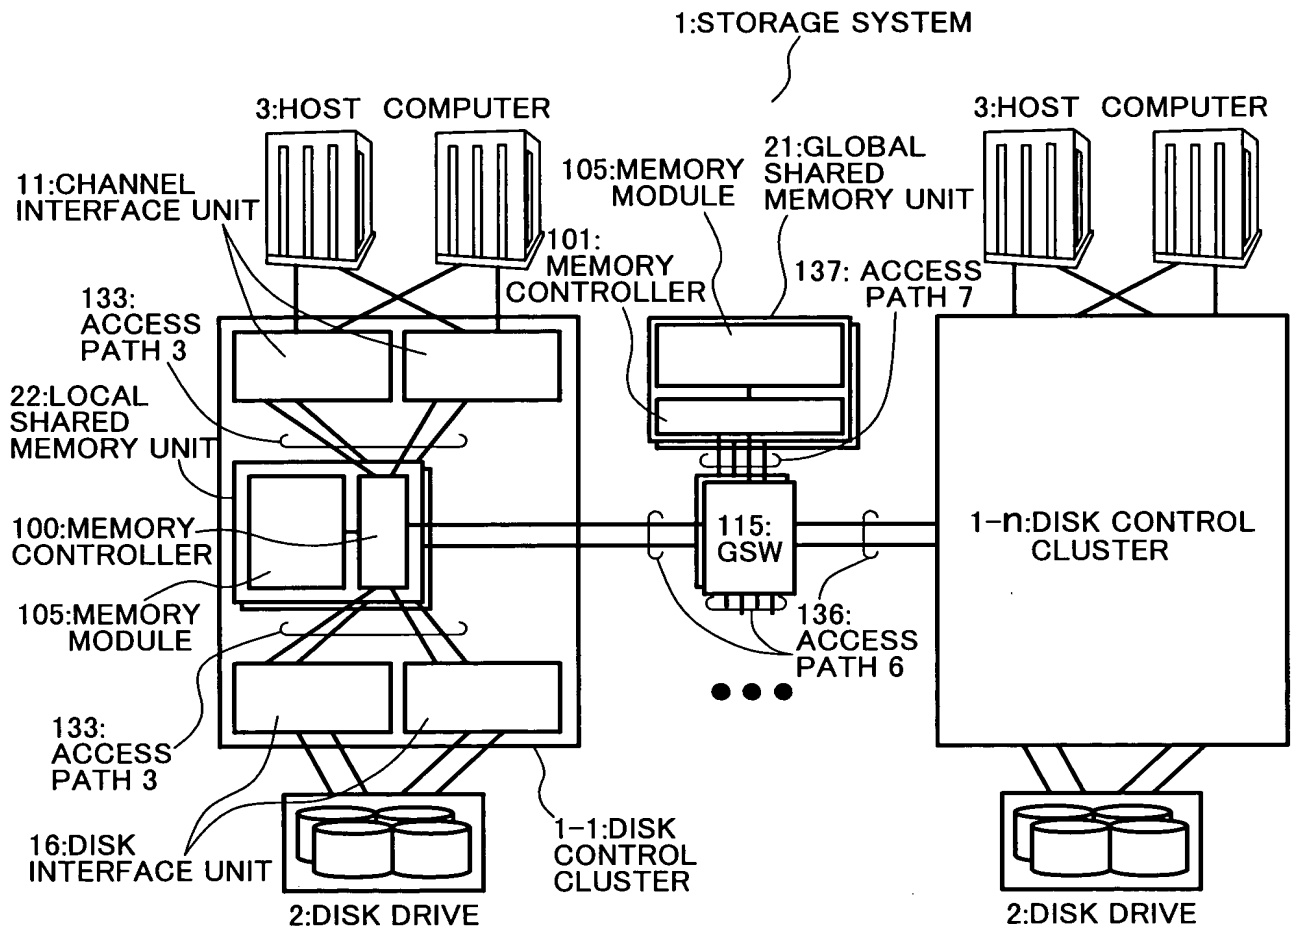 1:STORAGE SYSTEM
3:HOST COMPUTER
3:HOST COMPUTER
11:CHANNEL
INTERFACE UNIT
105:MEMORY
MODULE
21:GLOBAL
SHARED
MEMORY UNIT
101:
MEMORY
CONTROLLER
137: ACCESS
PATH 7
133:
ACCESS
PATH 3
22:LOCAL
SHARED
MEMORY UNIT
100:MEMORY
CONTROLLER
115:
GSW
1-n:DISK CONTROL
CLUSTER
105:MEMORY
MODULE
136:
ACCESS
PATH 6
133:
ACCESS
PATH 3
16:DISK
INTERFACE UNIT
1-1:DISK
CONTROL
CLUSTER
2:DISK DRIVE
2:DISK DRIVE